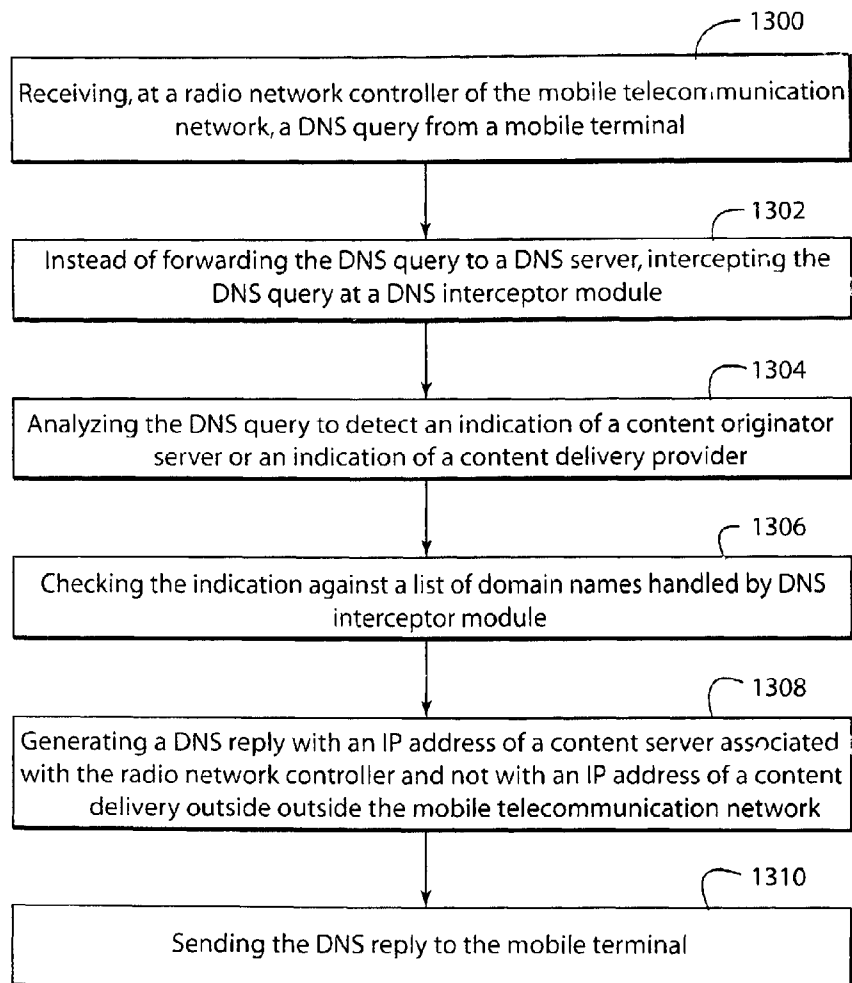 1300
Receiving, at a radio network controller of the mobile telecommunication
network, a DNS query from a mobile terminal
1302
Instead of forwarding the DNS query to a DNS server, intercepting the
DNS query at a DNS interceptor module
1304
Analyzing the DNS query to detect an indication of a content originator
server or an indication of a content delivery provider
1306
Checking the indication against a list of domain names handled by DNS
interceptor module
1308
Generating a DNS reply with an IP address of a content server associated
with the radio network controller and not with an IP address of a content
delivery outside outside the mobile telecommunication network
1310
Sending the DNS reply to the mobile terminal